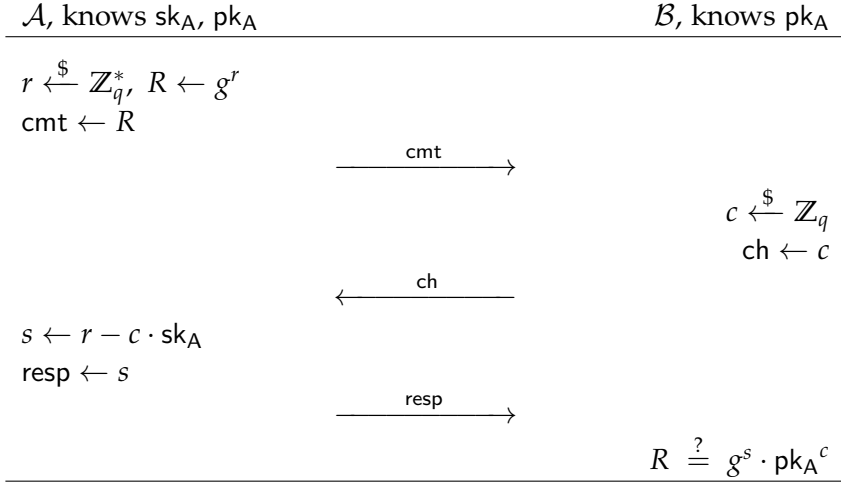 𝒜, knows sk_A, pk_A
ℬ, knows pk_A
r ←$ ℤ_q^*, R ← g^r
cmt ← R
cmt
c ←$ ℤ_q
ch ← c
ch
s ← r − c · sk_A
resp ← s
resp
R ≟ g^s · pk_A^c